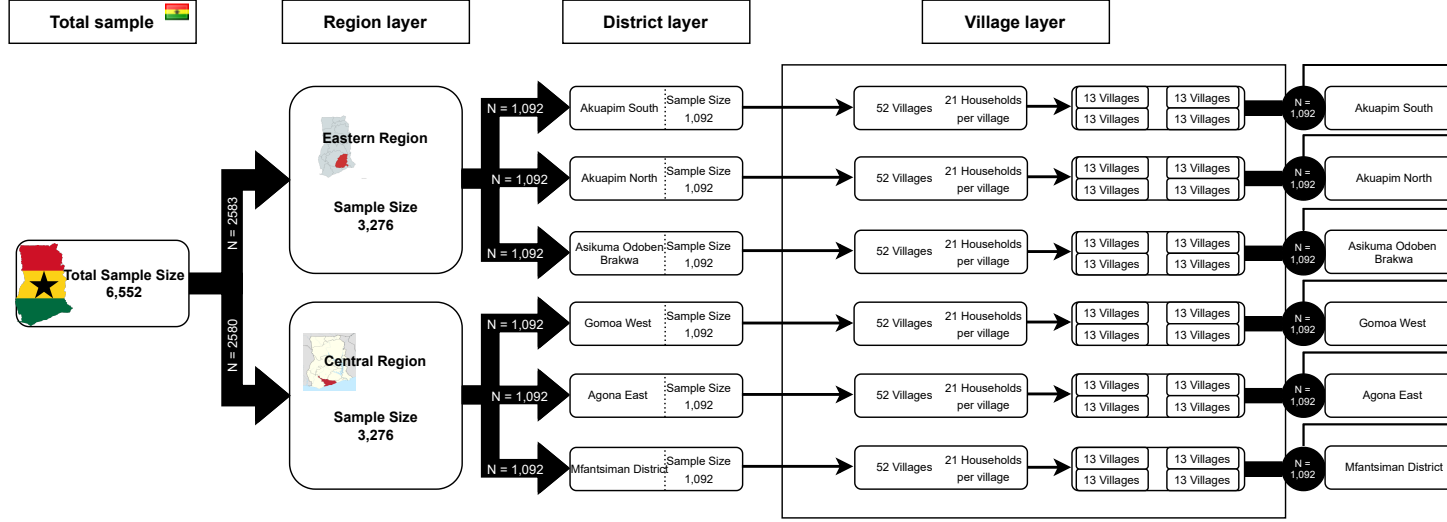 Total sample
Region layer
District layer
Village layer
Total Sample Size
6,552
N = 2583
N = 2580
Eastern Region
Sample Size
3,276
Central Region
Sample Size
3,276
N = 1,092
Akuapim South
Sample Size
1,092
52 Villages
21 Households
per village
13 Villages
13 Villages
13 Villages
13 Villages
N =
1,092
Akuapim South
N = 1,092
Akuapim North
Sample Size
1,092
52 Villages
21 Households
per village
13 Villages
13 Villages
13 Villages
13 Villages
N =
1,092
Akuapim North
N = 1,092
Asikuma Odoben
Brakwa
Sample Size
1,092
52 Villages
21 Households
per village
13 Villages
13 Villages
13 Villages
13 Villages
N =
1,092
Asikuma Odoben
Brakwa
N = 1,092
Gomoa West
Sample Size
1,092
52 Villages
21 Households
per village
13 Villages
13 Villages
13 Villages
13 Villages
N =
1,092
Gomoa West
N = 1,092
Agona East
Sample Size
1,092
52 Villages
21 Households
per village
13 Villages
13 Villages
13 Villages
13 Villages
N =
1,092
Agona East
N = 1,092
Mfantsiman District
Sample Size
1,092
52 Villages
21 Households
per village
13 Villages
13 Villages
13 Villages
13 Villages
N =
1,092
Mfantsiman District